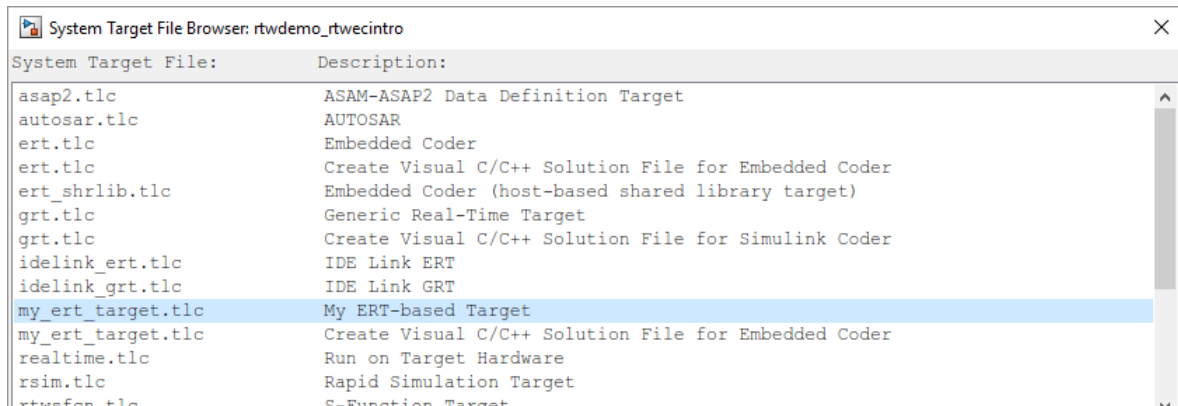 System Target File Browser: rtwdemo_rtwecintro
System Target File: Description:
asap2.tlc ASAM-ASAP2 Data Definition Target
autosar.tlc AUTOSAR
ert.tlc Embedded Coder
ert.tlc Create Visual C/C++ Solution File for Embedded Coder
ert_shrlib.tlc Embedded Coder (host-based shared library target)
grt.tlc Generic Real-Time Target
grt.tlc Create Visual C/C++ Solution File for Simulink Coder
idelink_ert.tlc IDE Link ERT
idelink_grt.tlc IDE Link GRT
my_ert_target.tlc My ERT-based Target
my_ert_target.tlc Create Visual C/C++ Solution File for Embedded Coder
realtime.tlc Run on Target Hardware
rsim.tlc Rapid Simulation Target
rtwsfcn.tlc S-Function Target